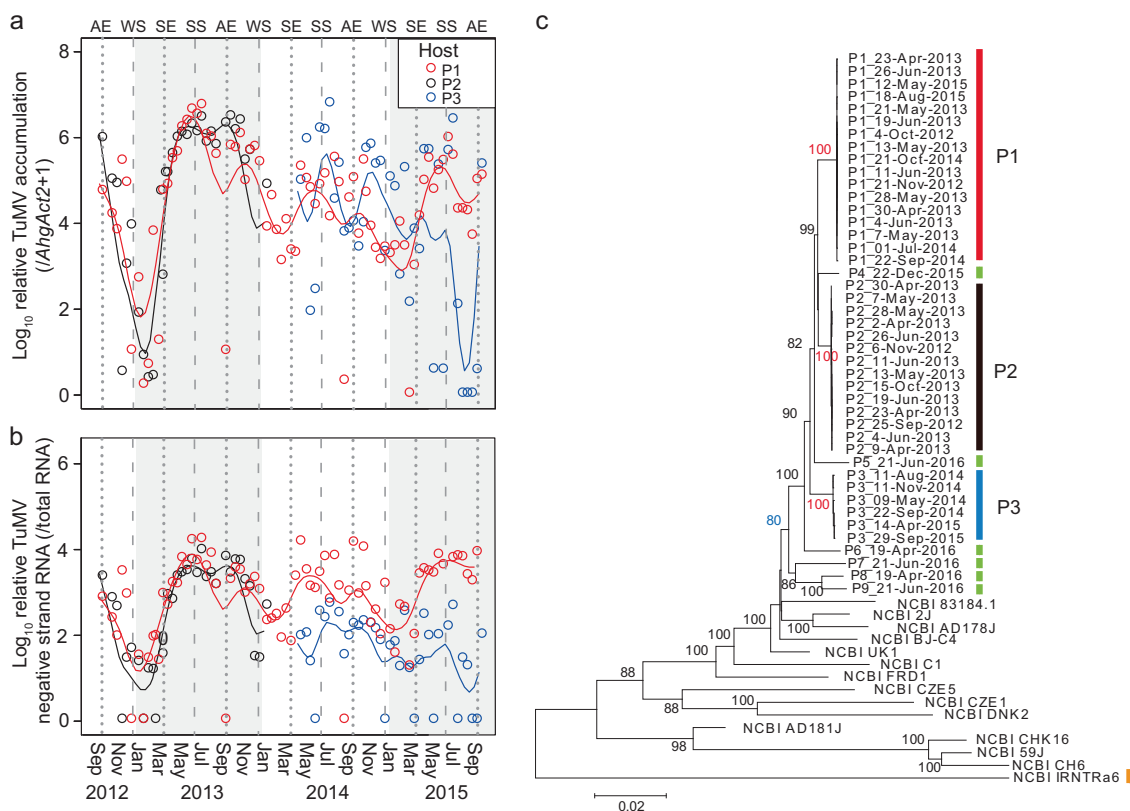 a
AE WS SE SS AE WS SE SS AE WS SE SS AE
Log10 relative TuMV accumulation
(/AhgAct2+1)
8
6
4
2
0
Host
P1
P2
P3
b
Log10 relative TuMV
negative strand RNA (/total RNA)
6
4
2
0
Sep Nov Jan Mar May Jul Sep Nov Jan Mar May Jul Sep Nov Jan Mar May Jul Sep
2012 2013 2014 2015
c
P1_23-Apr-2013
P1_26-Jun-2013
P1_12-May-2015
P1_18-Aug-2015
P1_21-May-2013
P1_19-Jun-2013
P1_4-Oct-2012
P1_13-May-2013
P1_21-Oct-2014
P1_11-Jun-2013
P1_21-Nov-2012
P1_28-May-2013
P1_30-Apr-2013
P1_4-Jun-2013
P1_7-May-2013
P1_01-Jul-2014
P1_22-Sep-2014
P4_22-Dec-2015
P2_30-Apr-2013
P2_7-May-2013
P2_28-May-2013
P2_2-Apr-2013
P2_26-Jun-2013
P2_6-Nov-2012
P2_11-Jun-2013
P2_13-May-2013
P2_15-Oct-2013
P2_19-Jun-2013
P2_23-Apr-2013
P2_25-Sep-2012
P2_4-Jun-2013
P2_9-Apr-2013
P5_21-Jun-2016
P3_11-Aug-2014
P3_11-Nov-2014
P3_09-May-2014
P3_22-Sep-2014
P3_14-Apr-2015
P3_29-Sep-2015
P6_19-Apr-2016
P7_21-Jun-2016
P8_19-Apr-2016
P9_21-Jun-2016
NCBI 83184.1
NCBI 2J
NCBI AD178J
NCBI BJ-C4
NCBI UK1
NCBI C1
NCBI FRD1
NCBI CZE5
NCBI CZE1
NCBI DNK2
NCBI AD181J
NCBI CHK16
NCBI 59J
NCBI CH6
NCBI IRNTRa6
P1
P2
P3
100
99
82
100
90
100
100
80
86
100
100
100
100
88
100
88
98
100
100
0.02